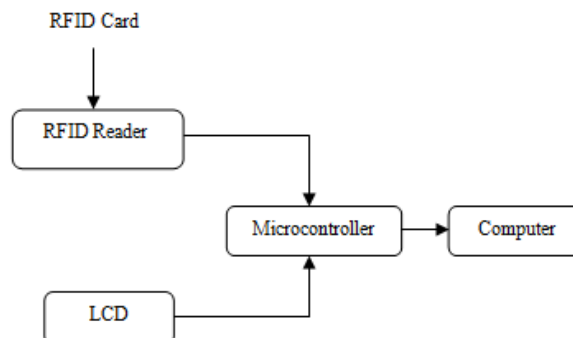 RFID Card
RFID Reader
Microcontroller
Computer
LCD